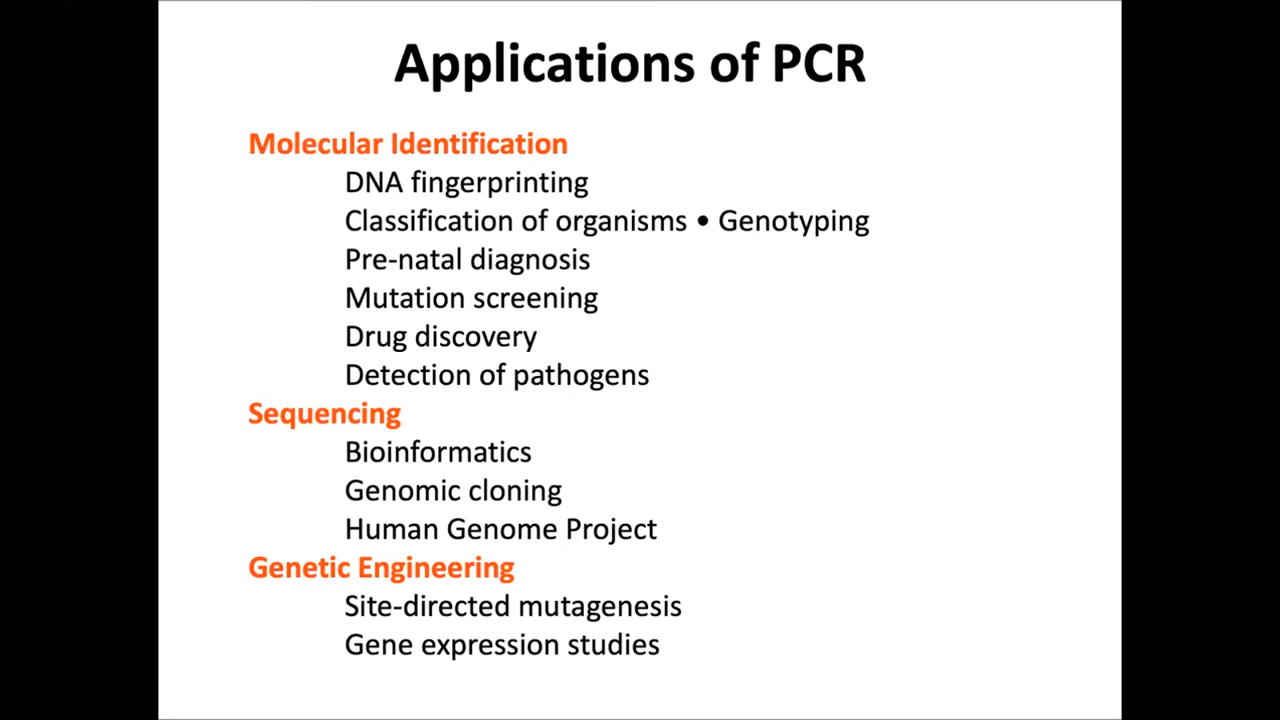 Applications of PCR
Molecular Identification
DNA fingerprinting
Classification of organisms • Genotyping
Pre-natal diagnosis
Mutation screening
Drug discovery
Detection of pathogens
Sequencing
Bioinformatics
Genomic cloning
Human Genome Project
Genetic Engineering
Site-directed mutagenesis
Gene expression studies